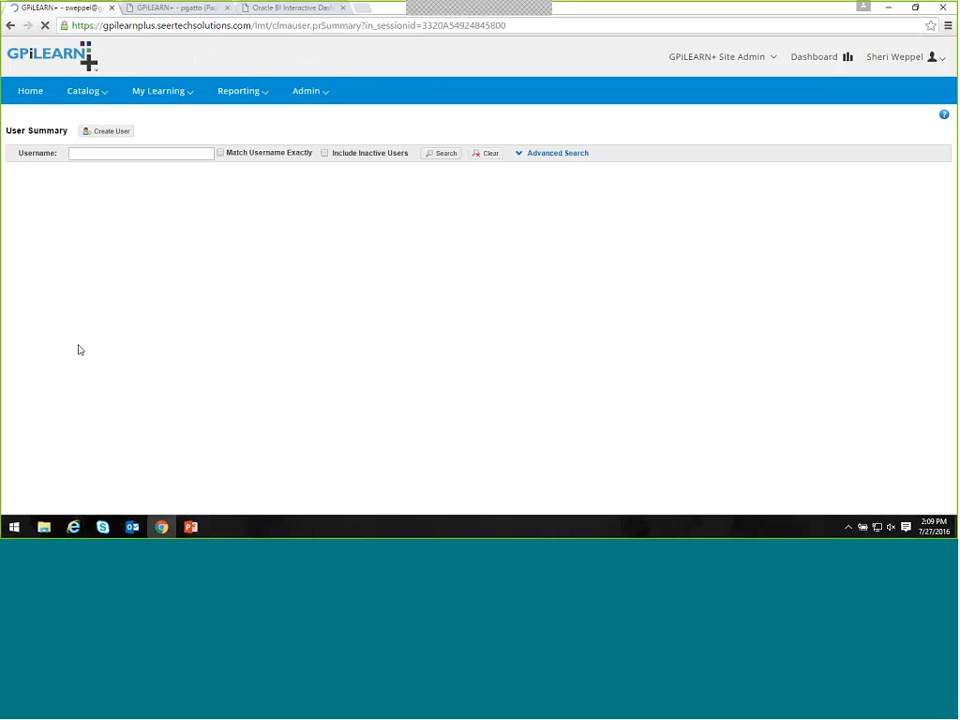 GPiLEARN+ - sweppel@g
GPiLEARN+ - pgatto (Pa
Oracle BI Interactive Das
https://gpilearnplus.seertechsolutions.com/lmt/clmauser.prSummary?in_sessionid=3320A54924845800
GPiLEARN+
GPiLEARN+ Site Admin
Dashboard
Sheri Weppel
Home
Catalog
My Learning
Reporting
Admin
User Summary
Create User
Username:
Match Username Exactly
Include Inactive Users
Search
Clear
Advanced Search
2:09 PM
7/27/2016